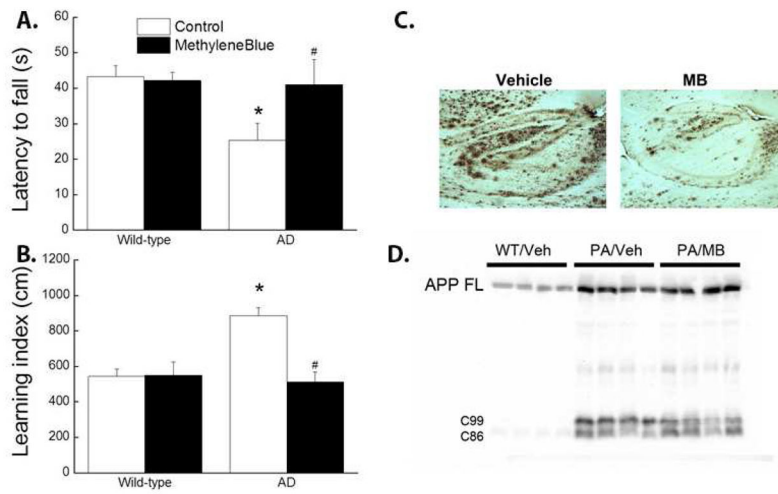 A.
Latency to fall (s)
60
50
40
30
20
10
0
Control
MethyleneBlue
*
#
Wild-type
AD
B.
Learning index (cm)
1200
1000
800
600
400
200
0
*
#
Wild-type
AD
C.
Vehicle
MB
D.
WT/Veh
PA/Veh
PA/MB
APP FL
C99
C86